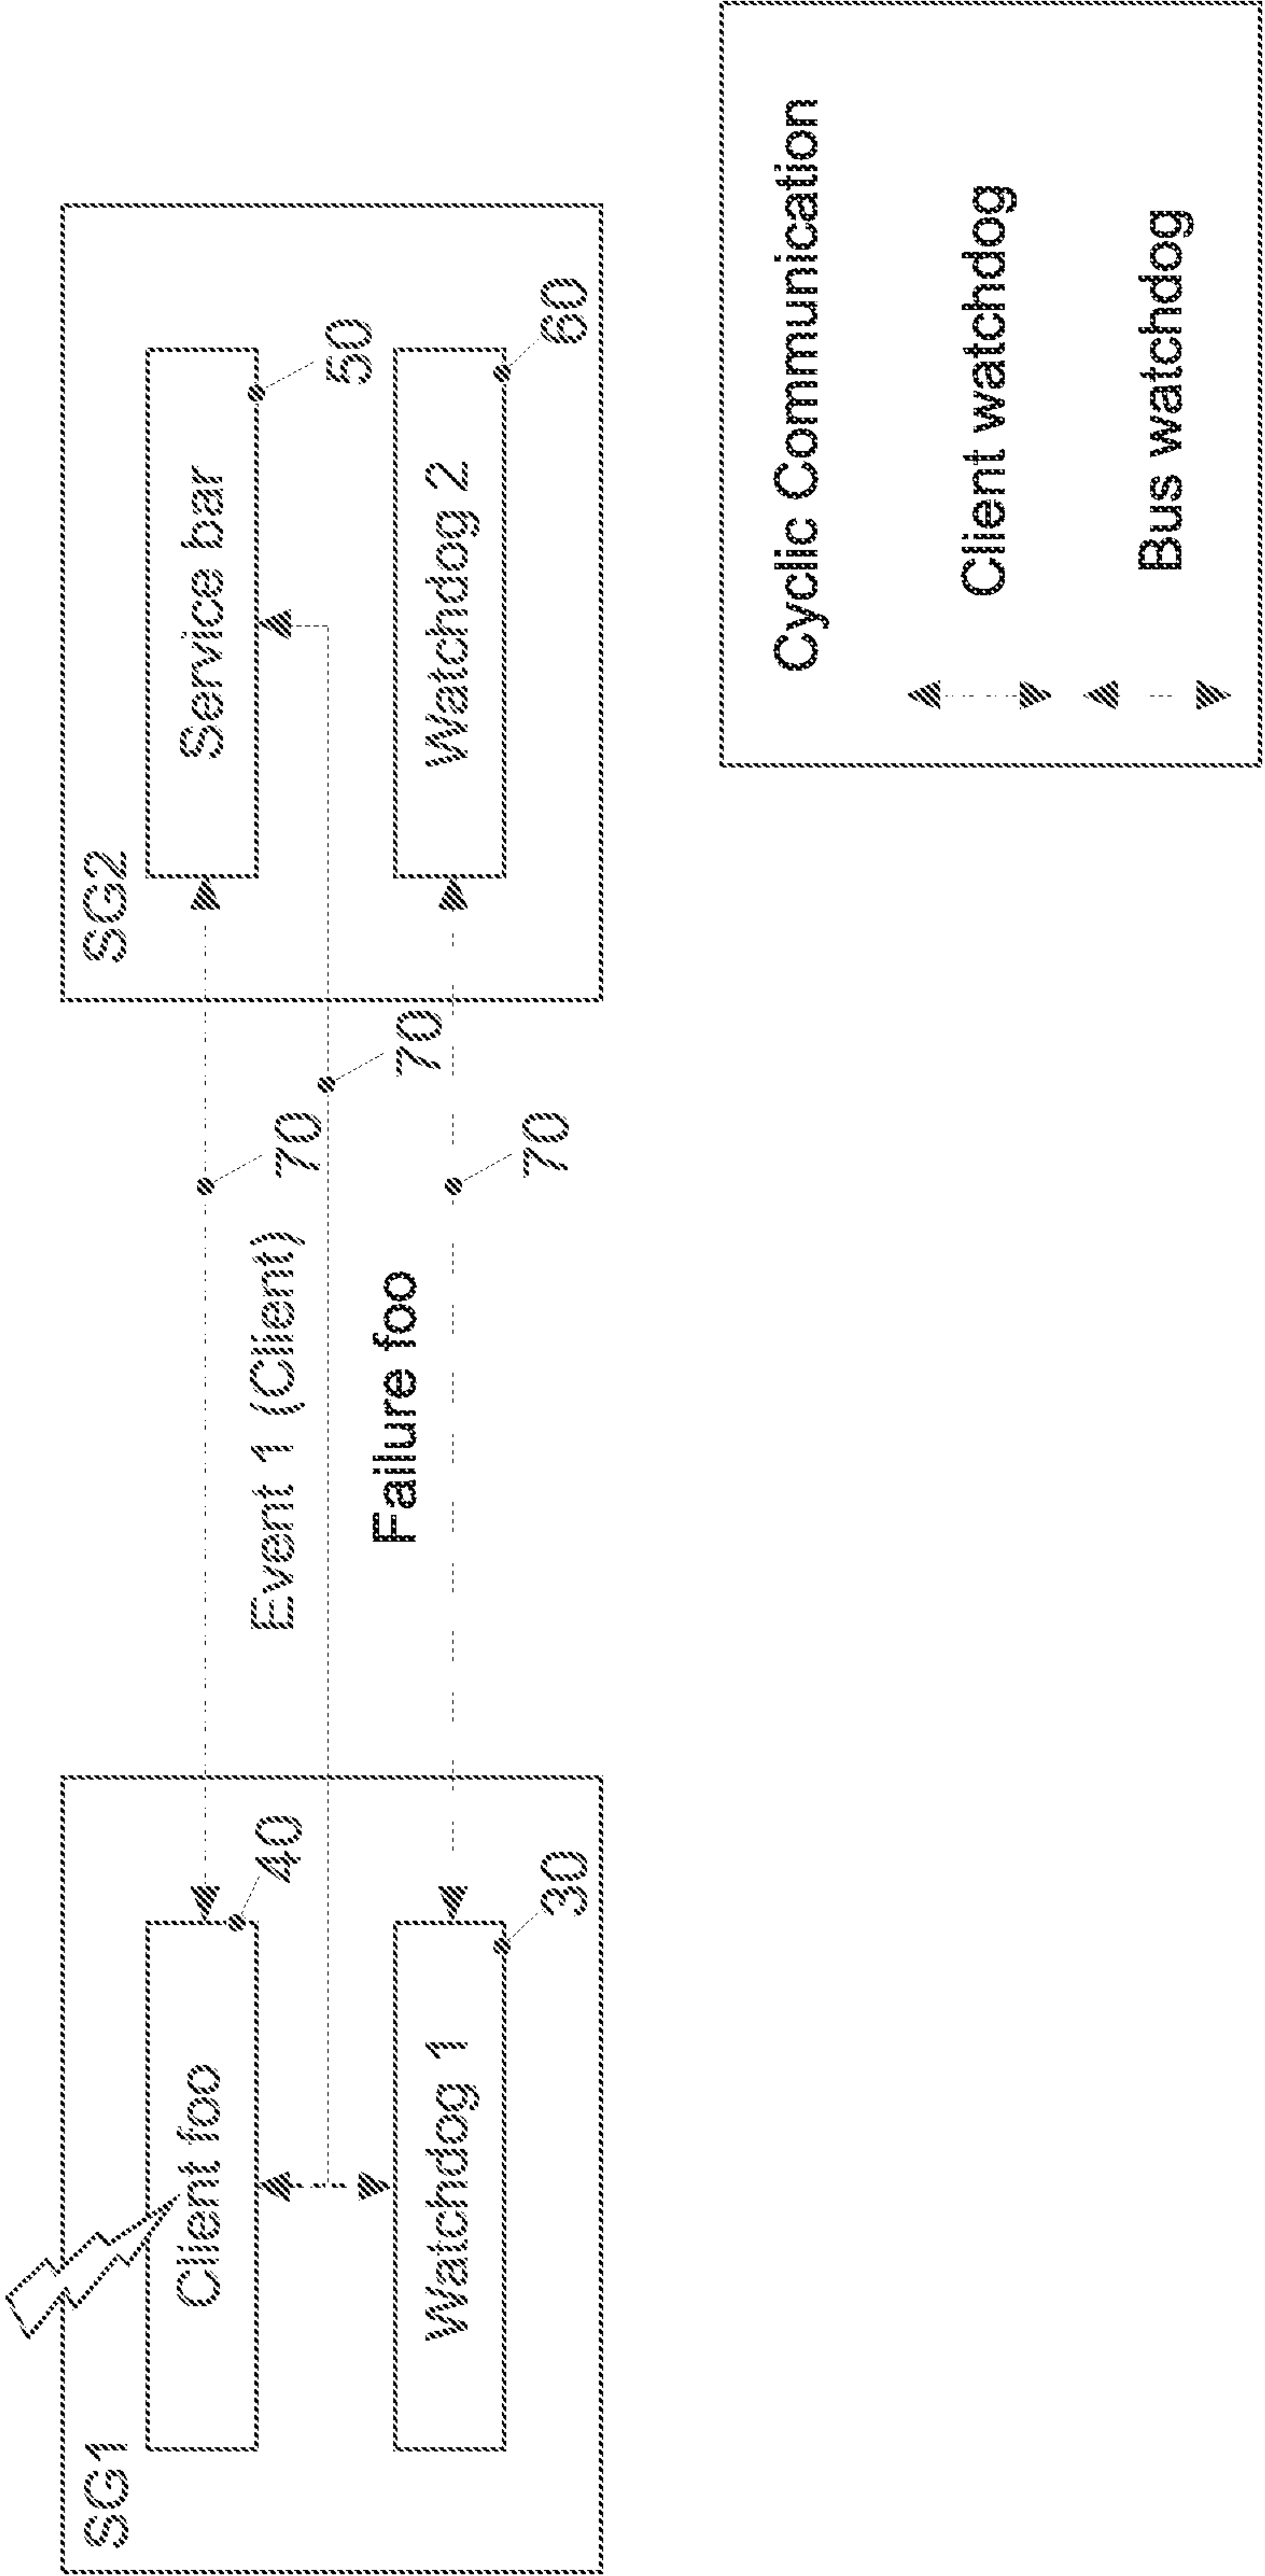 SG1
Client foo
40
Watchdog 1
30
70
Event 1 (Client)
70
Failure foo
70
SG2
Service bar
50
Watchdog 2
60
Cyclic Communication
Client watchdog
Bus watchdog